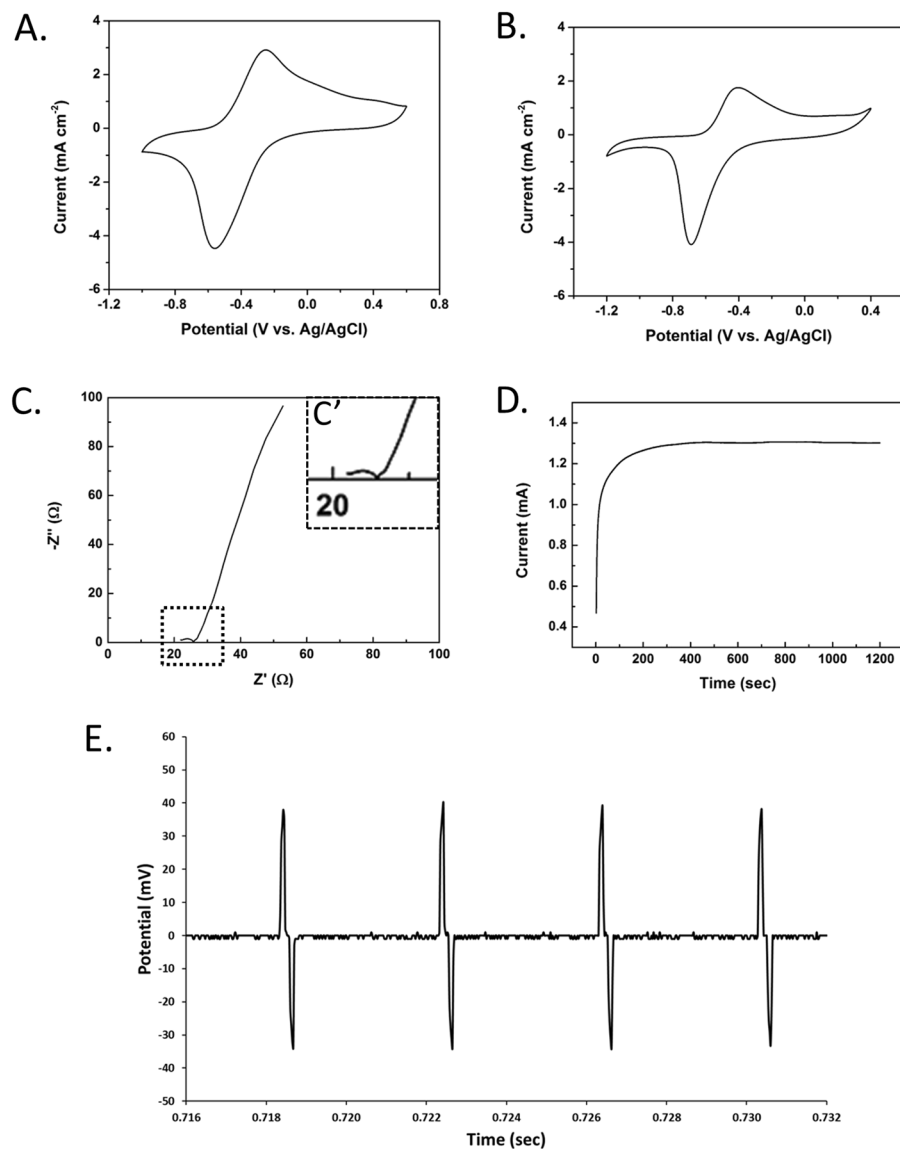 A.
4
2
0
-2
-4
-6
Current (mA cm-2)
-1.2 -0.8 -0.4 0.0 0.4 0.8
Potential (V vs. Ag/AgCl)
B.
4
2
0
-2
-4
-6
Current (mA cm-2)
-1.2 -0.8 -0.4 0.0 0.4
Potential (V vs. Ag/AgCl)
C.
100
80
60
40
20
0
-Z'' (Ω)
0 20 40 60 80 100
Z' (Ω)
C’
20
D.
1.4
1.2
1.0
0.8
0.6
0.4
Current (mA)
0 200 400 600 800 1000 1200
Time (sec)
E.
60
50
40
30
20
10
0
-10
-20
-30
-40
-50
Potential (mV)
0.716 0.718 0.720 0.722 0.724 0.726 0.728 0.730 0.732
Time (sec)